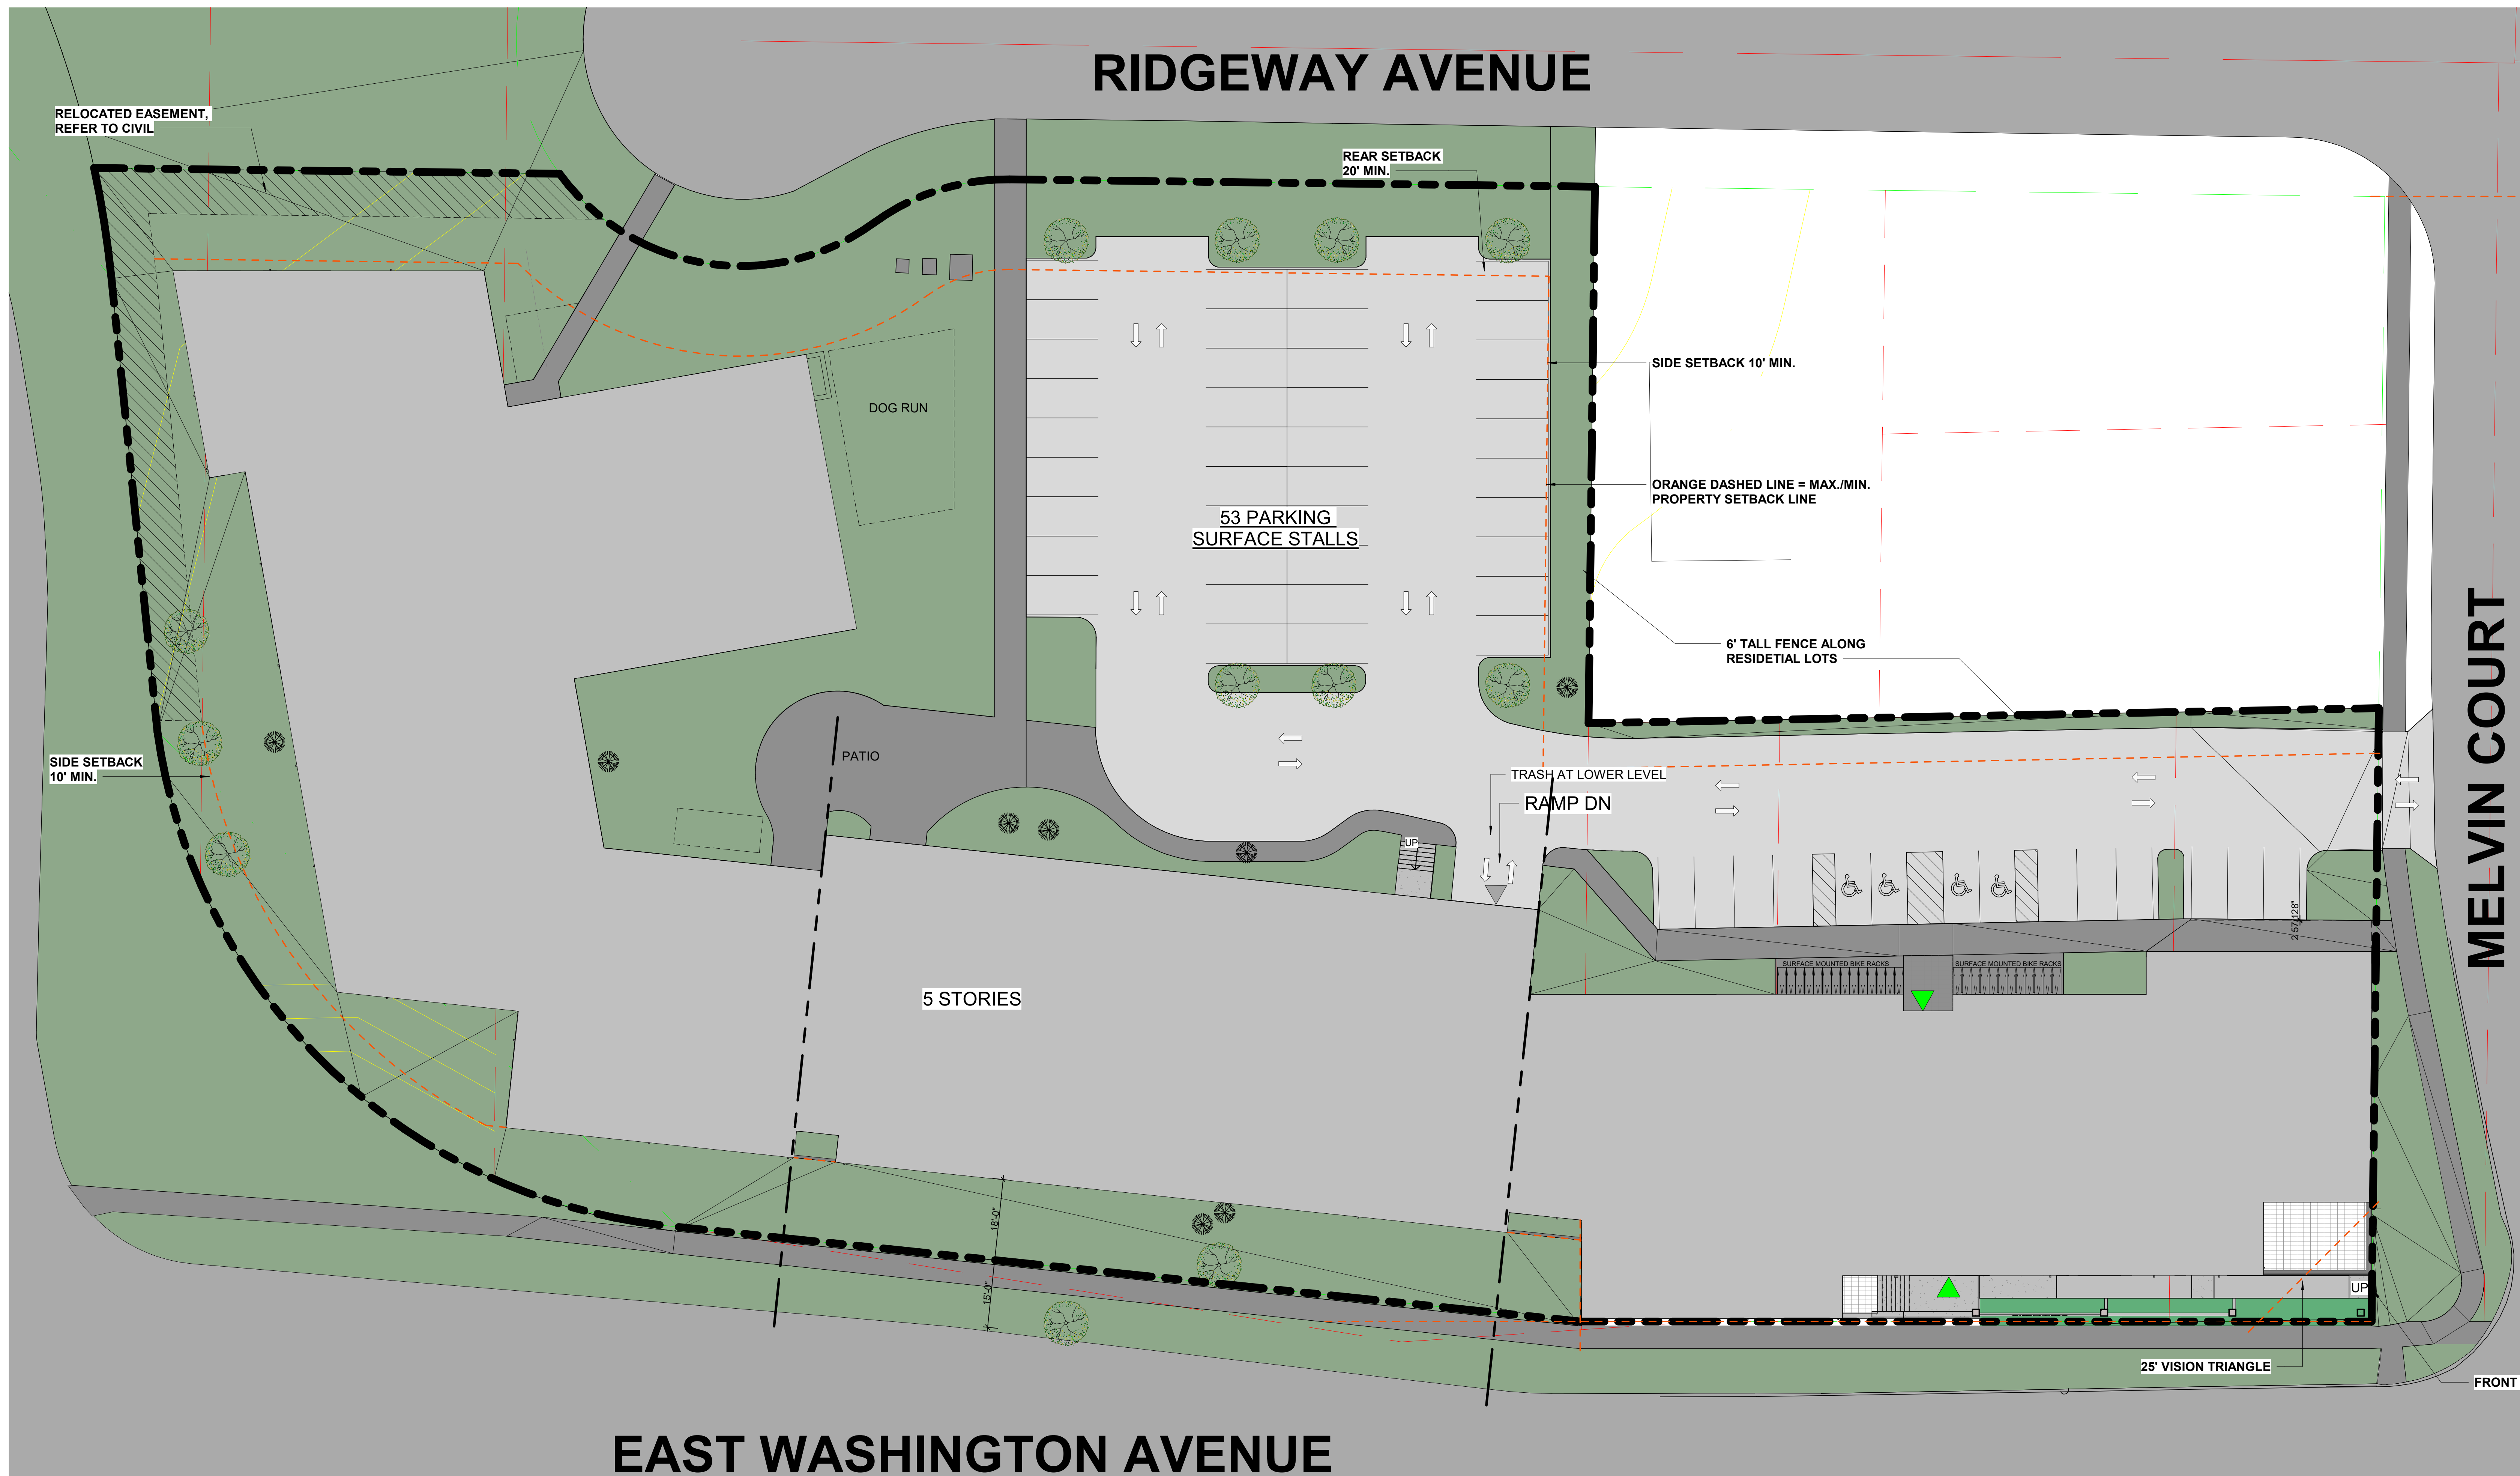 RIDGEWAY AVENUE
RELOCATED EASEMENT,
REFER TO CIVIL
REAR SETBACK
20' MIN.
SIDE SETBACK 10' MIN.
DOG RUN
ORANGE DASHED LINE = MAX./MIN.
PROPERTY SETBACK LINE
53 PARKING
SURFACE STALLS
6' TALL FENCE ALONG
RESIDETIAL LOTS
MELVIN COURT
SIDE SETBACK
10' MIN.
PATIO
TRASH AT LOWER LEVEL
RAMP DN
UP
2 57/128"
SURFACE MOUNTED BIKE RACKS
SURFACE MOUNTED BIKE RACKS
5 STORIES
18'-0"
15'-0"
UP
25' VISION TRIANGLE
FRONT
EAST WASHINGTON AVENUE